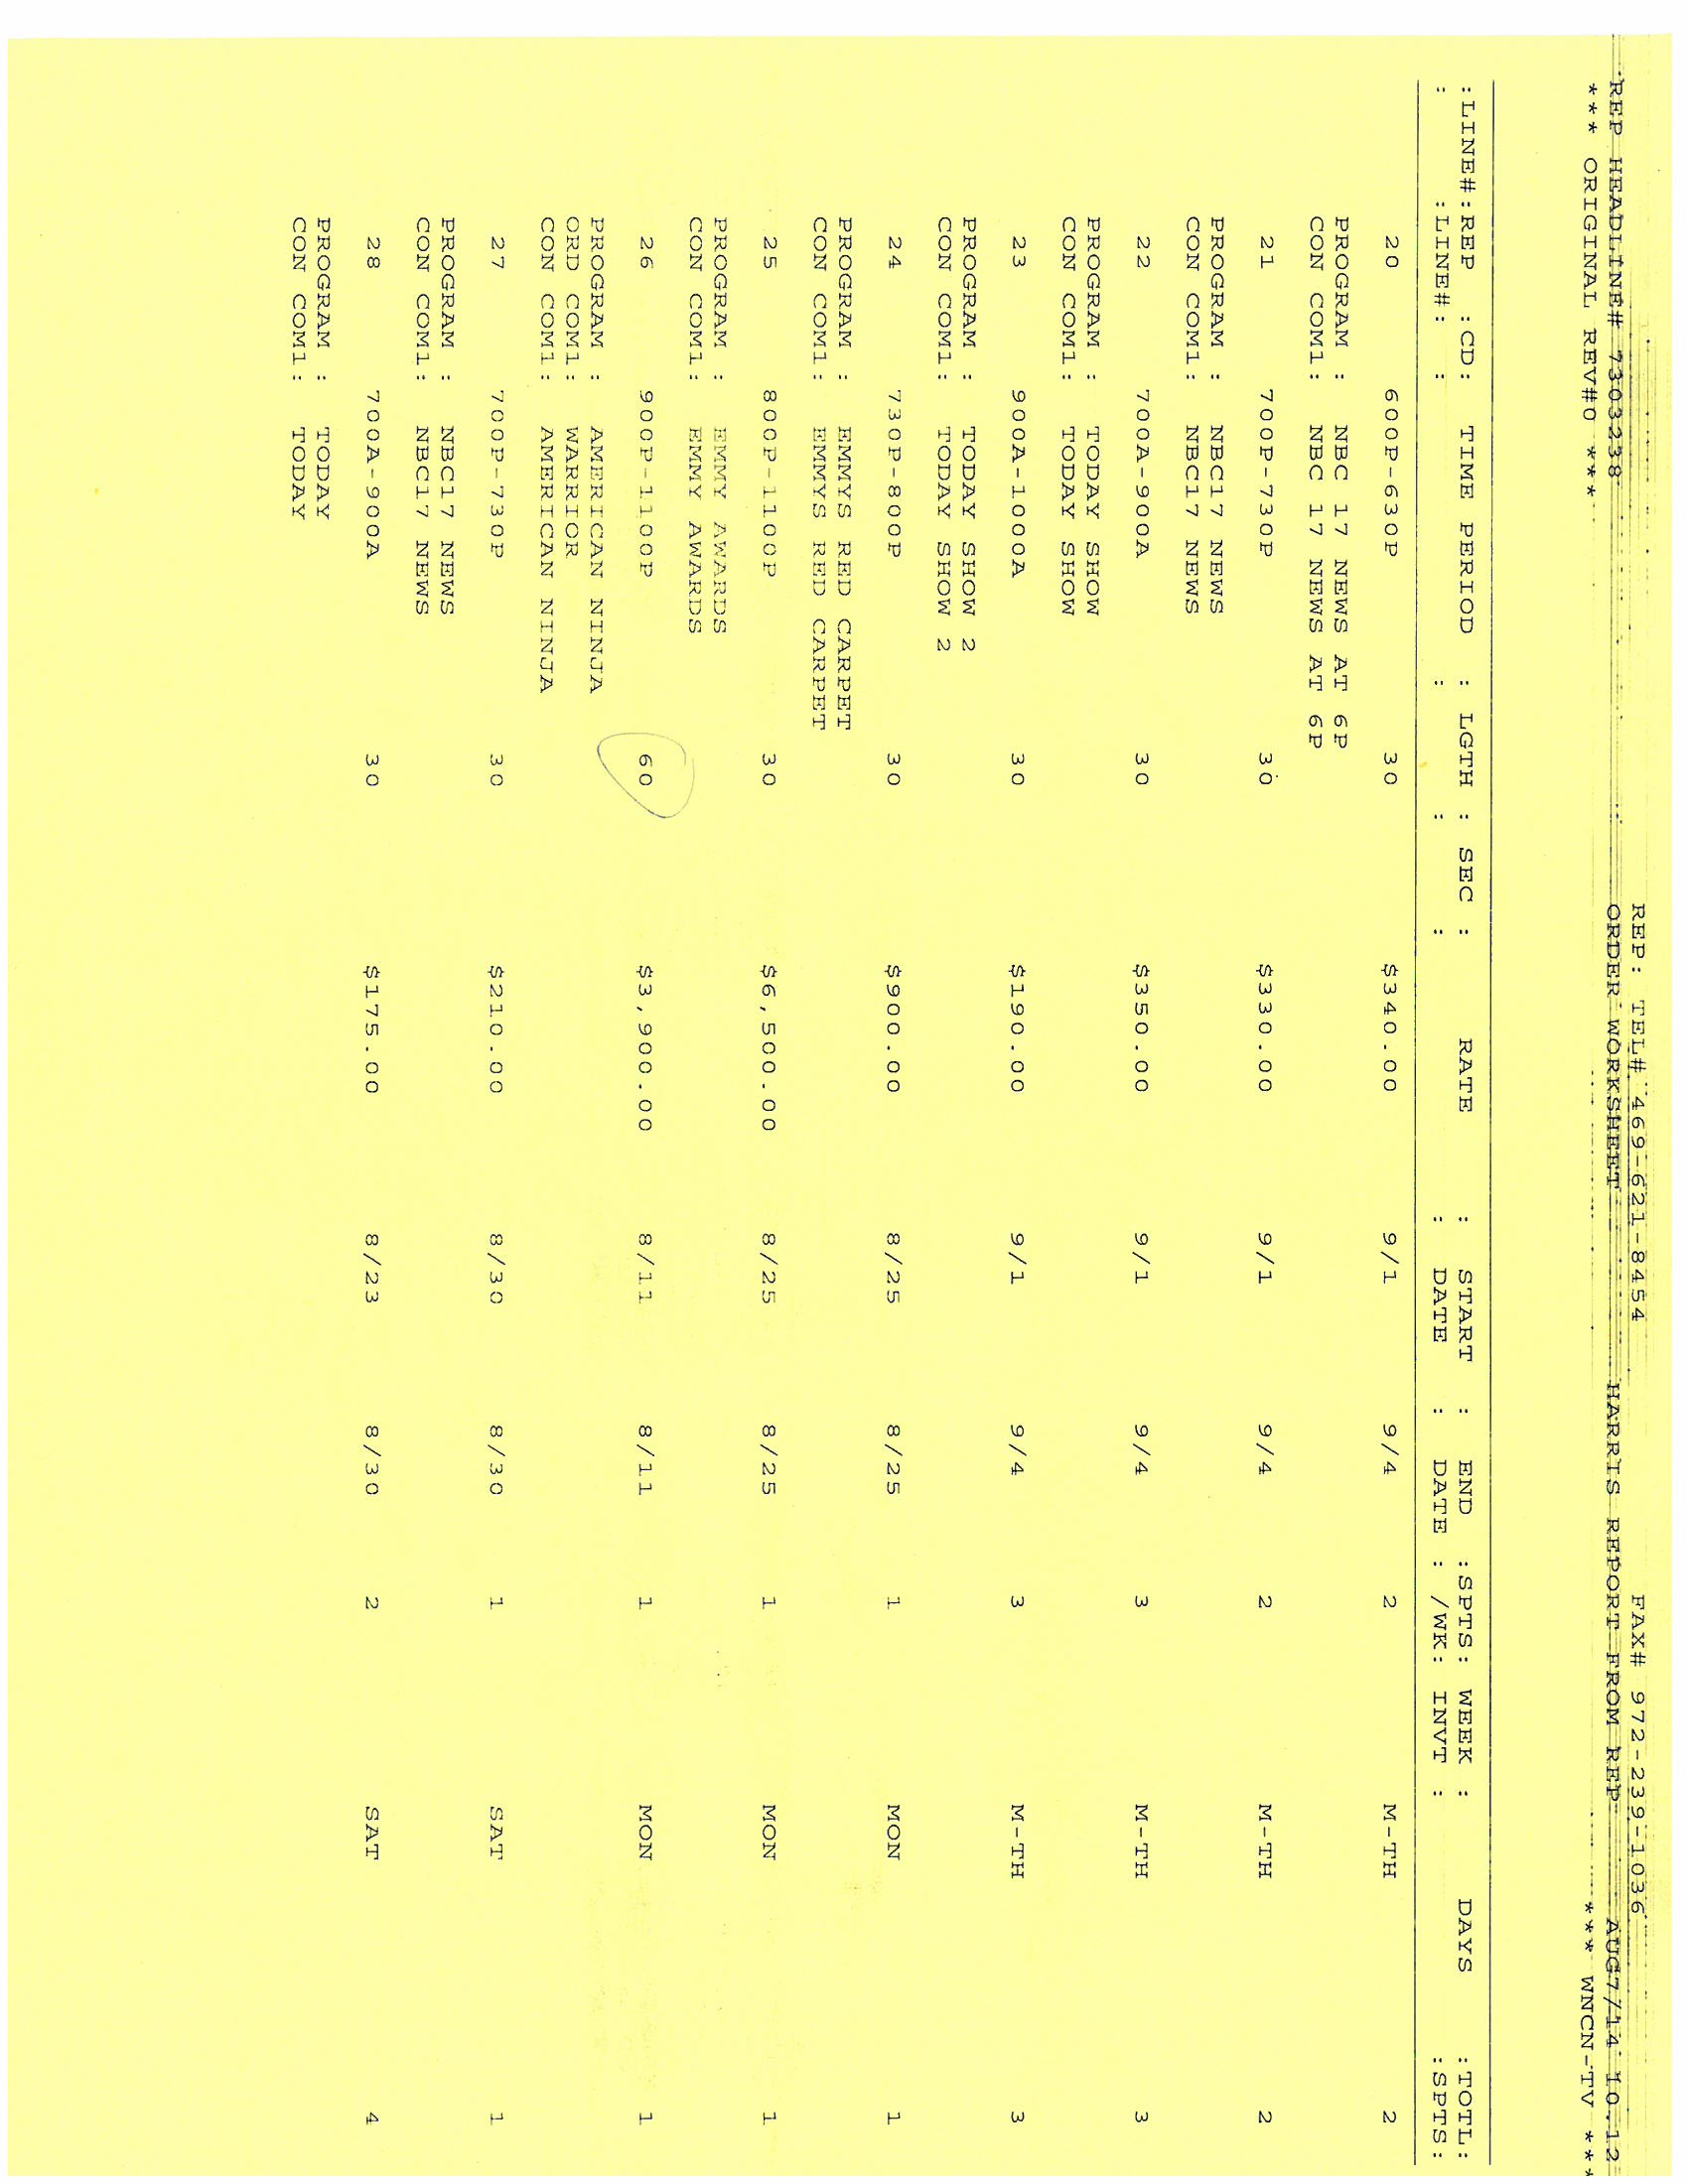 REP: TEL# 469-621-8454 FAX# 972-239-1036
REP HEADLINE# 7303238 ORDER WORKSHEET HARRIS REPORT FROM REP AUG7/14 10.12
*** ORIGINAL REV#0 *** *** WNCN-TV ***
:LINE#:REP :CD: TIME PERIOD : LGTH : SEC : RATE : START : END :SPTS: WEEK : DAYS :TOTL:
: :LINE#: : : : : : DATE : DATE : /WK: INVT : :SPTS:
20 600P-630P 30 $340.00 9/1 9/4 2 M-TH 2
PROGRAM : NBC 17 NEWS AT 6P
CON COM1: NBC 17 NEWS AT 6P
21 700P-730P 30 $330.00 9/1 9/4 2 M-TH 2
PROGRAM : NBC17 NEWS
CON COM1: NBC17 NEWS
22 700A-900A 30 $350.00 9/1 9/4 3 M-TH 3
PROGRAM : TODAY SHOW
CON COM1: TODAY SHOW
23 900A-1000A 30 $190.00 9/1 9/4 3 M-TH 3
PROGRAM : TODAY SHOW 2
CON COM1: TODAY SHOW 2
24 730P-800P 30 $900.00 8/25 8/25 1 MON 1
PROGRAM : EMMYS RED CARPET
CON COM1: EMMYS RED CARPET
25 800P-1100P 30 $6,500.00 8/25 8/25 1 MON 1
PROGRAM : EMMY AWARDS
CON COM1: EMMY AWARDS
26 900P-1100P 60 $3,900.00 8/11 8/11 1 MON 1
PROGRAM : AMERICAN NINJA
ORD COM1: WARRIOR
CON COM1: AMERICAN NINJA
27 700P-730P 30 $210.00 8/30 8/30 1 SAT 1
PROGRAM : NBC17 NEWS
CON COM1: NBC17 NEWS
28 700A-900A 30 $175.00 8/23 8/30 2 SAT 4
PROGRAM : TODAY
CON COM1: TODAY